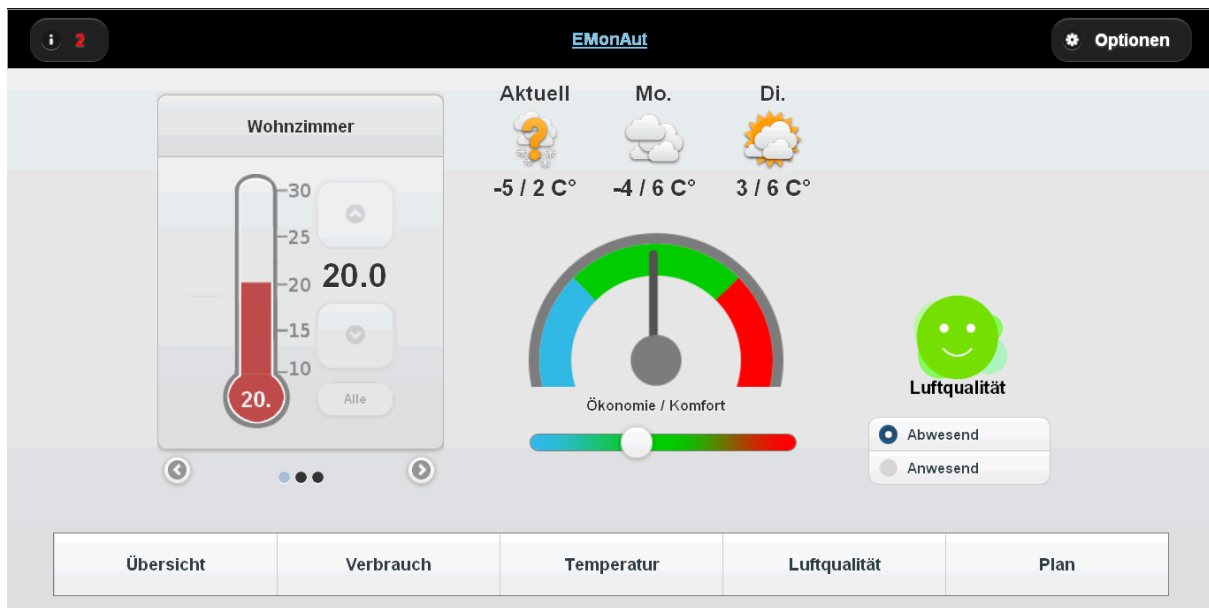 i 2
EMonAut
Optionen
Wohnzimmer
30
25
20
15
10
20.0
20.
Alle
Aktuell Mo. Di.
?
-5 / 2 C° -4 / 6 C° 3 / 6 C°
Ökonomie / Komfort
Luftqualität
Abwesend
Anwesend
Übersicht Verbrauch Temperatur Luftqualität Plan